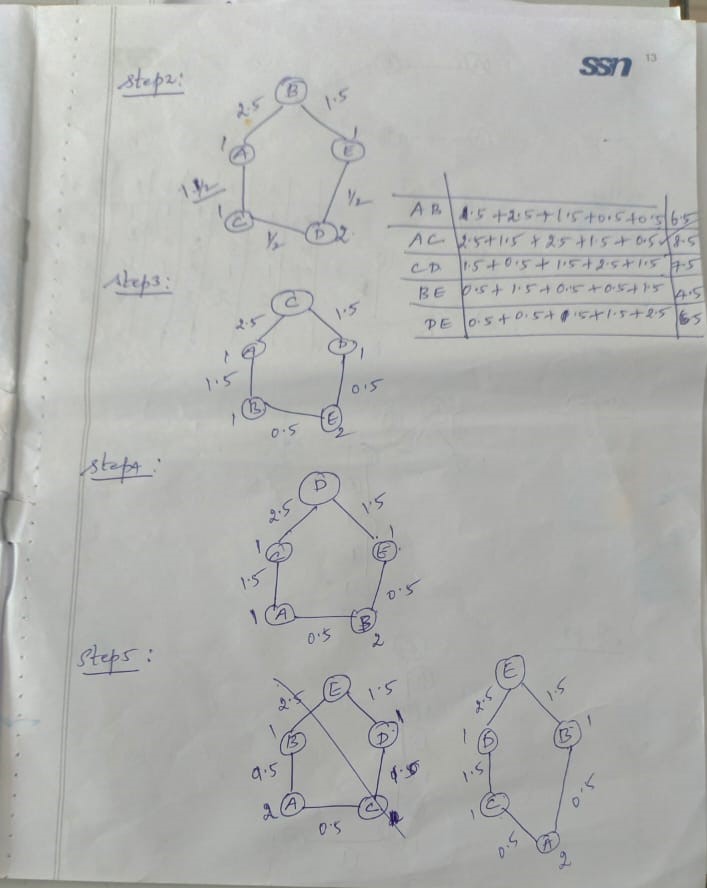 ssn 13
Step2:
B
2.5 1.5
1 A 1 E
1 1/2 1/2
1 C 1/2 D 2
AB 1.5+2.5+1.5+0.5+0.5 6.5
AC 2.5+1.5+2.5+1.5+0.5 8.5
CD 1.5+0.5+1.5+2.5+1.5 7.5
BE 0.5+1.5+0.5+0.5+1.5 4.5
DE 0.5+0.5+1.5+1.5+2.5 6.5
Step3:
C
2.5 1.5
1 A D 1
1.5 0.5
1 B E 2
0.5
Step4:
D
2.5 1.5
1 C E 1
1.5 0.5
1 A B 2
0.5
Step5:
E
2.5 1.5
1 B D 1
0.5
2 A C
0.5
E
2.5 1.5
1 D B 1
1.5 0.5
1 C
0.5 A 2